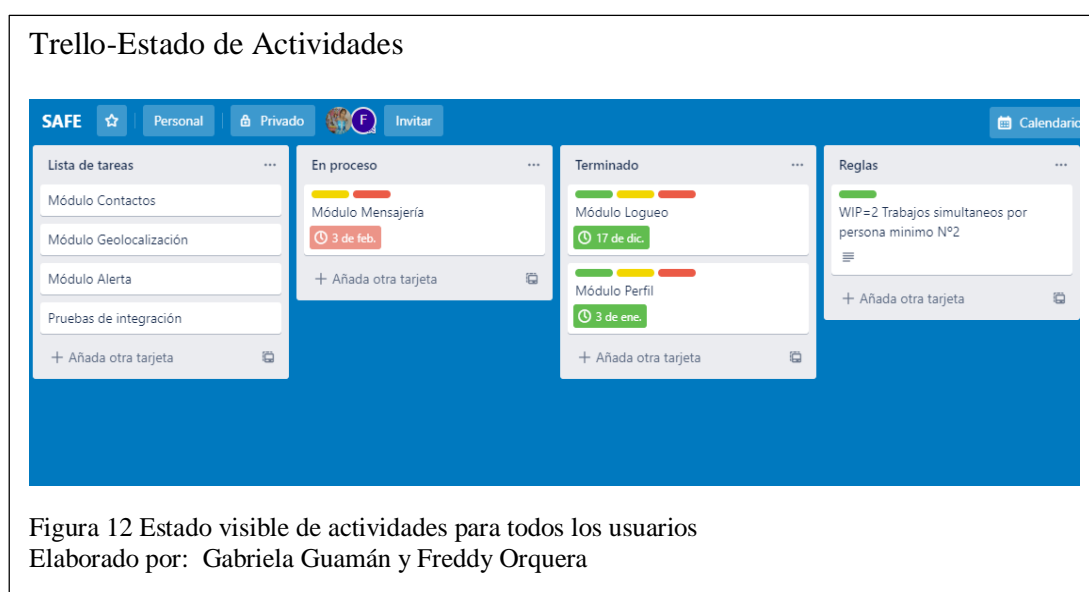 Trello-Estado de Actividades
SAFE
Personal
Privado
F
Invitar
Calendario
Lista de tareas
Módulo Contactos
Módulo Geolocalización
Módulo Alerta
Pruebas de integración
+ Añada otra tarjeta
En proceso
Módulo Mensajería
3 de feb.
+ Añada otra tarjeta
Terminado
Módulo Logueo
17 de dic.
Módulo Perfil
3 de ene.
+ Añada otra tarjeta
Reglas
WIP=2 Trabajos simultaneos por
persona minimo Nº2
+ Añada otra tarjeta
Figura 12 Estado visible de actividades para todos los usuarios
Elaborado por: Gabriela Guamán y Freddy Orquera